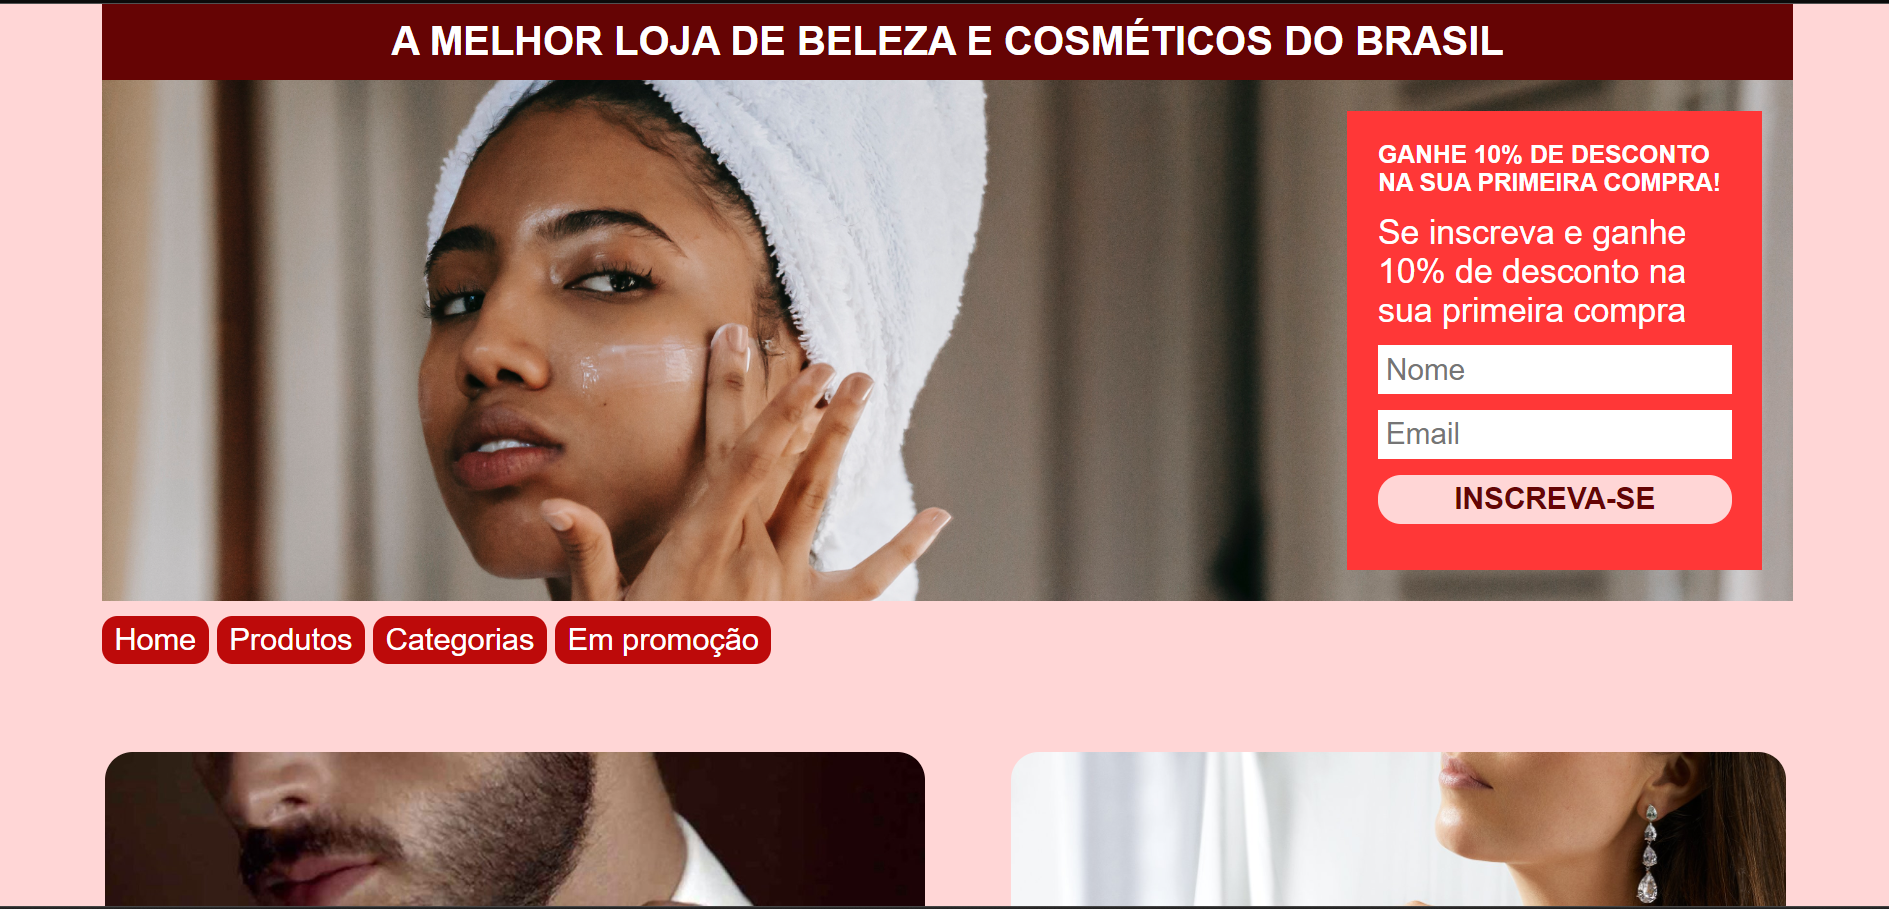 A MELHOR LOJA DE BELEZA E COSMÉTICOS DO BRASIL
GANHE 10% DE DESCONTO
NA SUA PRIMEIRA COMPRA!
Se inscreva e ganhe
10% de desconto na
sua primeira compra
Nome
Email
INSCREVA-SE
Home
Produtos
Categorias
Em promoção